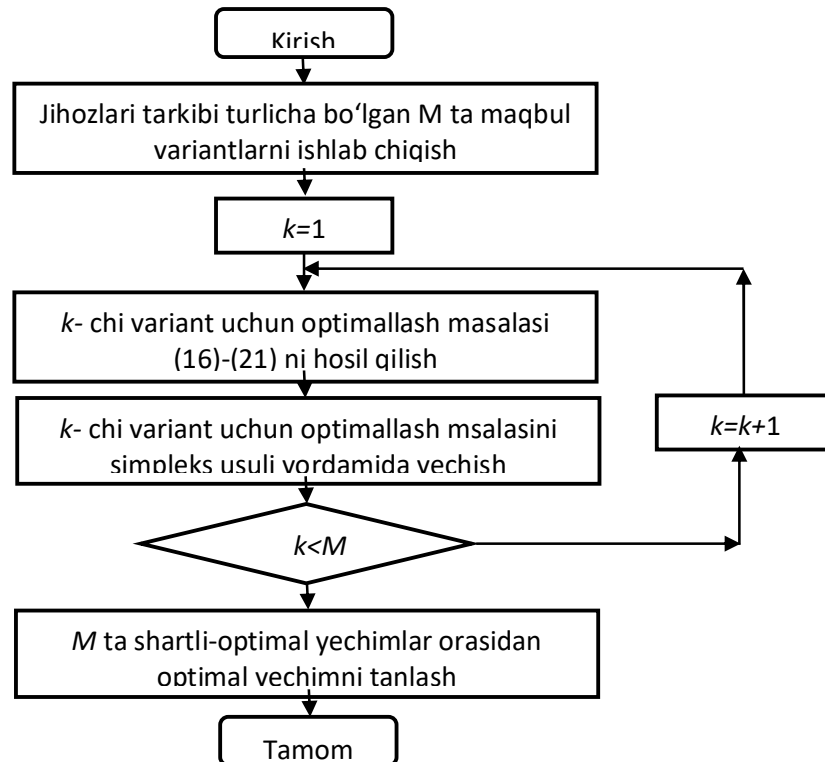 Kirish
Jihozlari tarkibi turlicha bo‘lgan M ta maqbul
variantlarni ishlab chiqish
k=1
k- chi variant uchun optimallash masalasi
(16)-(21) ni hosil qilish
k- chi variant uchun optimallash msalasini
simpleks usuli yordamida yechish
k=k+1
k<M
M ta shartli-optimal yechimlar orasidan
optimal yechimni tanlash
Tamom